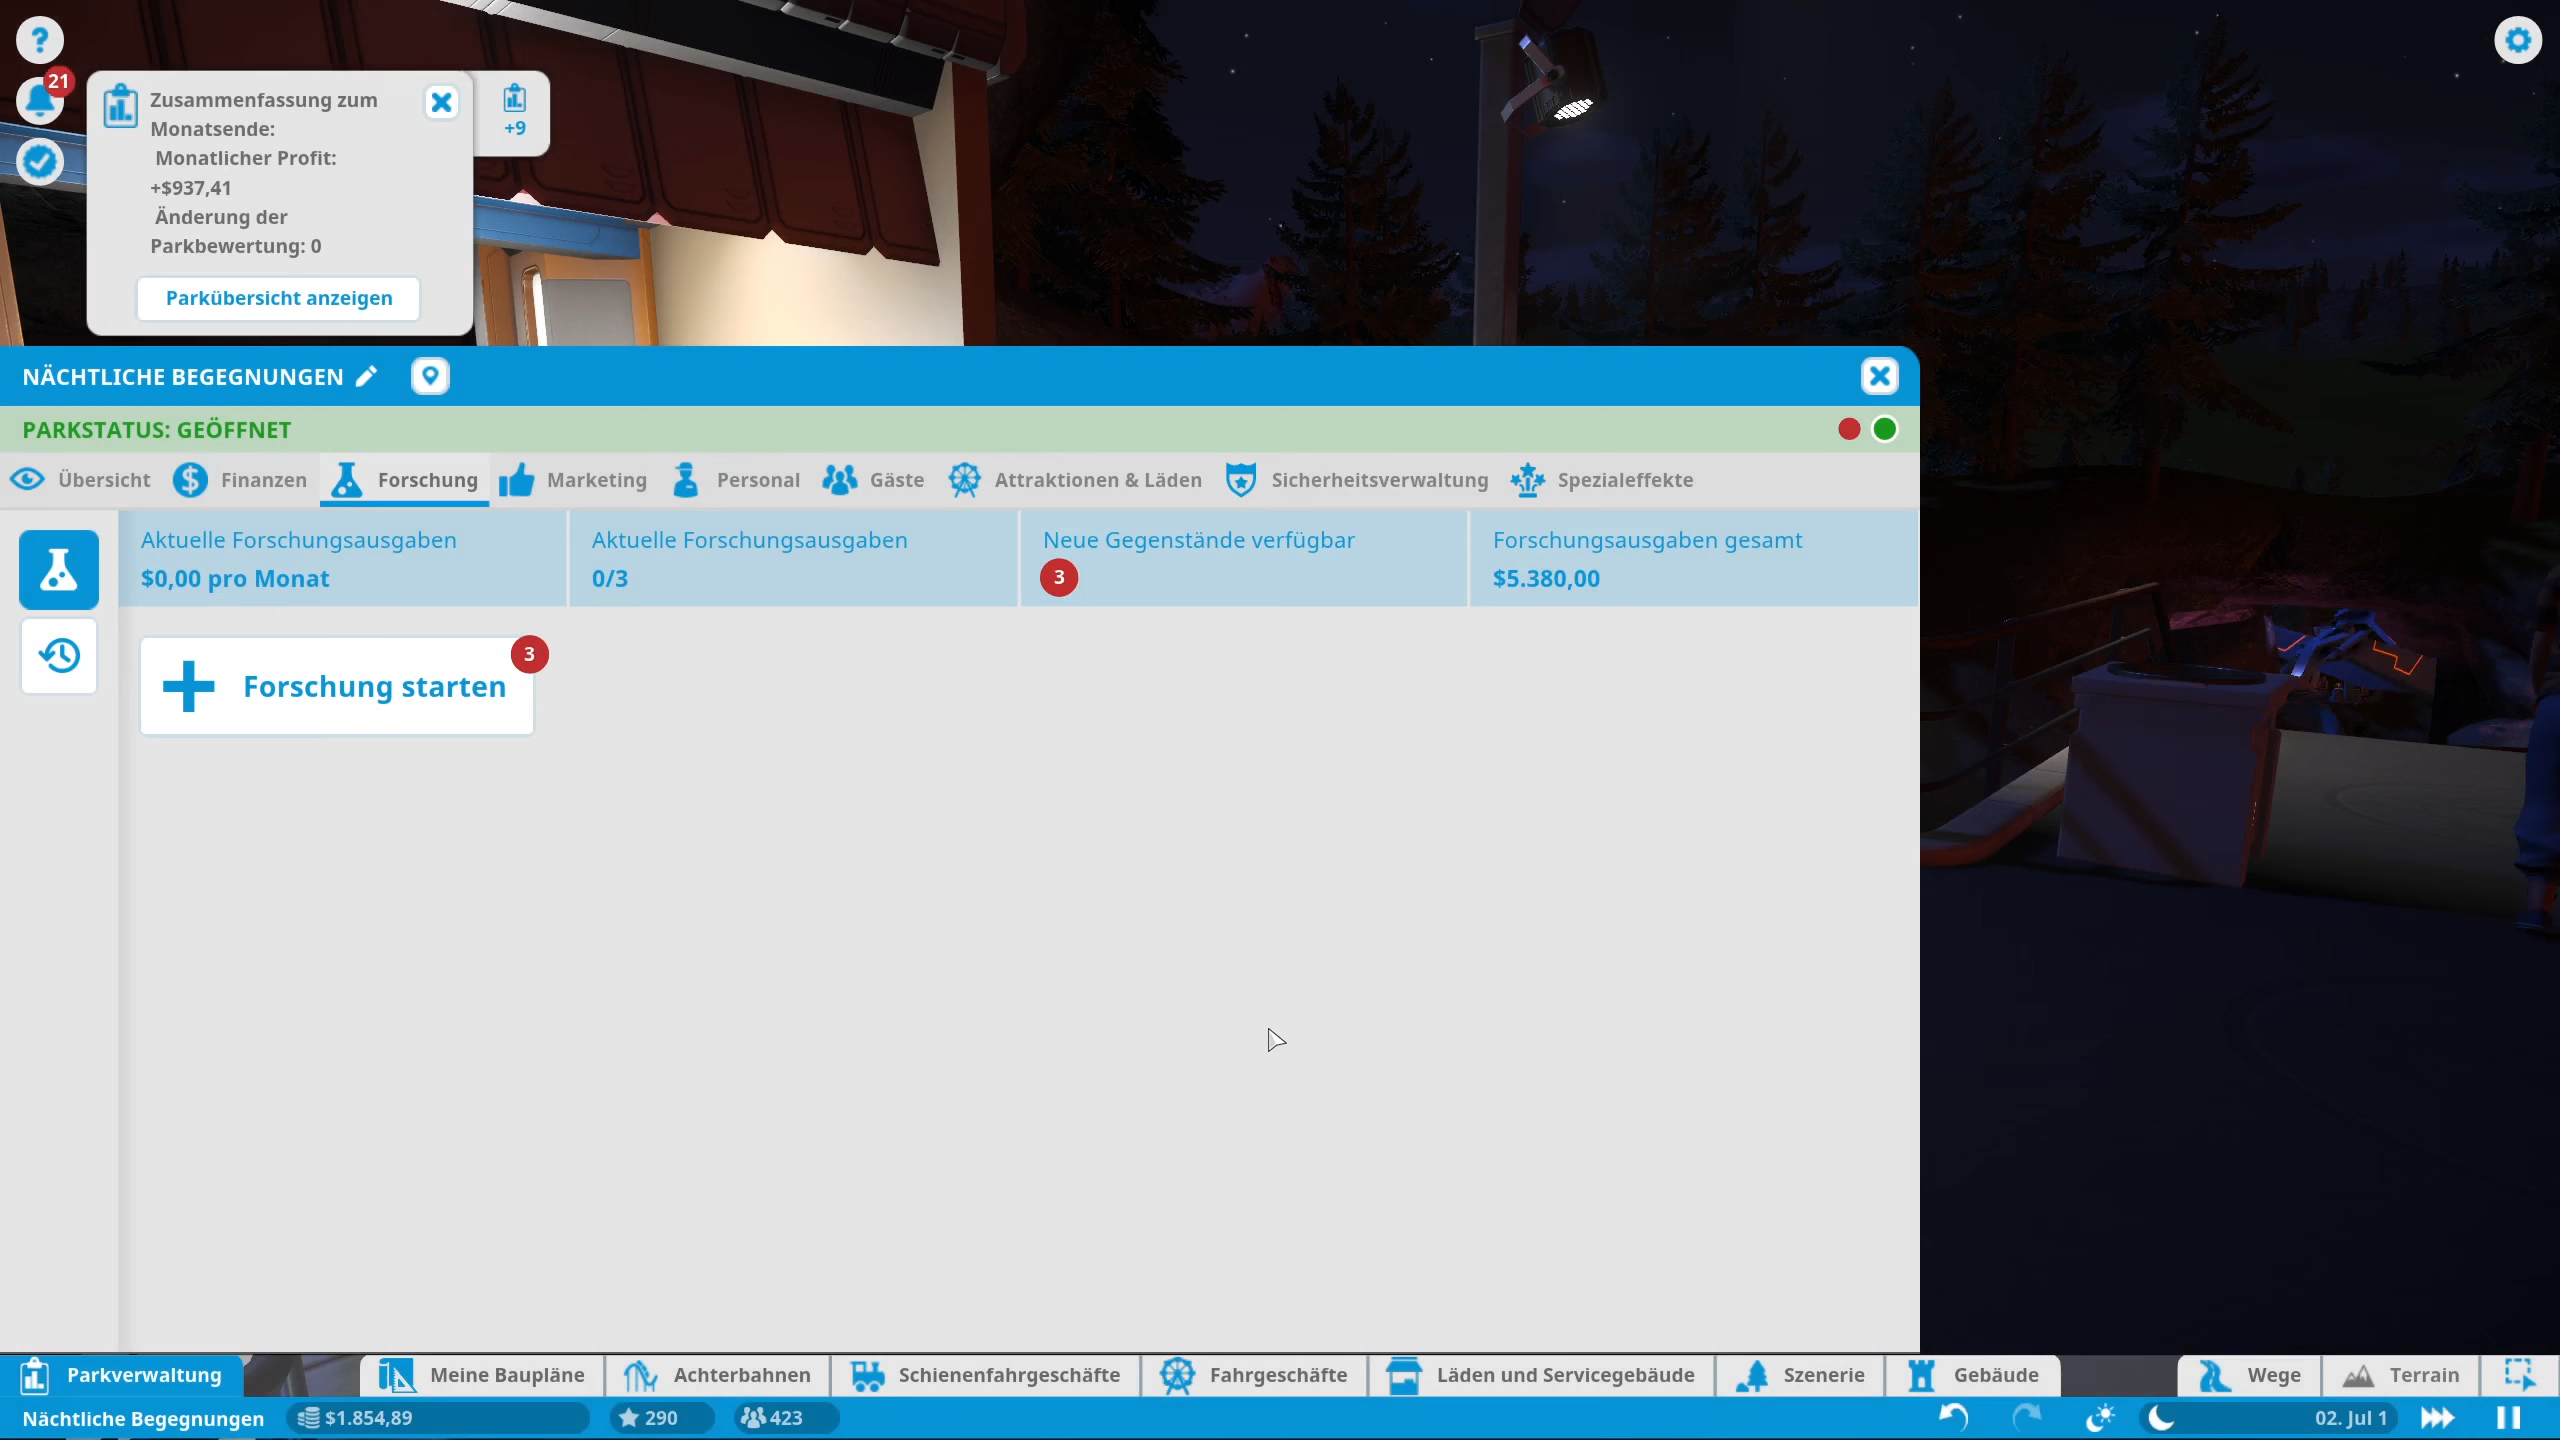 ?
21
Zusammenfassung zum
Monatsende:
Monatlicher Profit:
+$937,41
Änderung der
Parkbewertung: 0
Parkübersicht anzeigen
+9
NÄCHTLICHE BEGEGNUNGEN
PARKSTATUS: GEÖFFNET
Übersicht
Finanzen
Forschung
Marketing
Personal
Gäste
Attraktionen & Läden
Sicherheitsverwaltung
Spezialeffekte
Aktuelle Forschungsausgaben
$0,00 pro Monat
Aktuelle Forschungsausgaben
0/3
Neue Gegenstände verfügbar
3
Forschungsausgaben gesamt
$5.380,00
Forschung starten
3
Parkverwaltung
Meine Baupläne
Achterbahnen
Schienenfahrgeschäfte
Fahrgeschäfte
Läden und Servicegebäude
Szenerie
Gebäude
Wege
Terrain
Nächtliche Begegnungen
$1.854,89
290
423
02. Jul 1